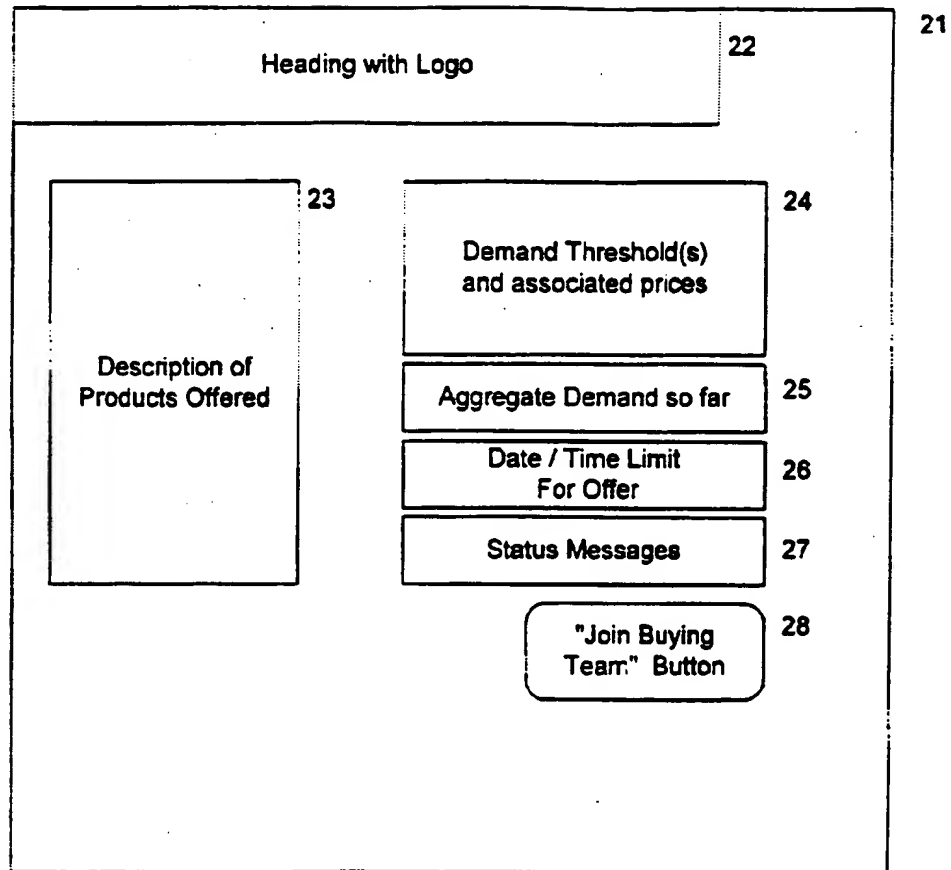 21
22
Heading with Logo
23
24
Demand Threshold(s)
and associated prices
Description of
Products Offered
Aggregate Demand so far
25
Date / Time Limit
For Offer
26
Status Messages
27
"Join Buying
Team" Button
28